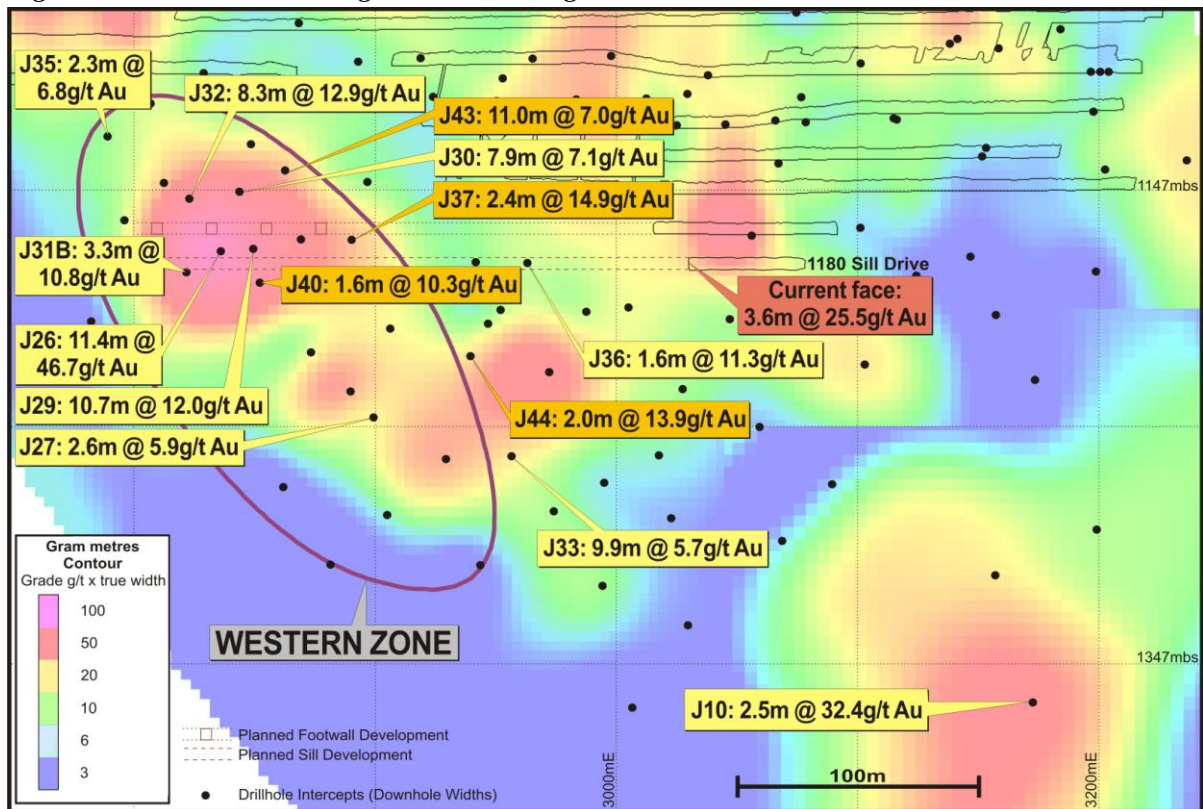 J35: 2.3m @
6.8g/t Au
J32: 8.3m @ 12.9g/t Au
J43: 11.0m @ 7.0g/t Au
J30: 7.9m @ 7.1g/t Au
J37: 2.4m @ 14.9g/t Au
1147mbs
J31B: 3.3m @
10.8g/t Au
J40: 1.6m @ 10.3g/t Au
1180 Sill Drive
Current face:
3.6m @ 25.5g/t Au
J26: 11.4m @
46.7g/t Au
J36: 1.6m @ 11.3g/t Au
J29: 10.7m @ 12.0g/t Au
J44: 2.0m @ 13.9g/t Au
J27: 2.6m @ 5.9g/t Au
J33: 9.9m @ 5.7g/t Au
WESTERN ZONE
1347mbs
J10: 2.5m @ 32.4g/t Au
Gram metres
Contour
Grade g/t x true width
100
50
20
10
6
3
Planned Footwall Development
Planned Sill Development
Drillhole Intercepts (Downhole Widths)
3000mE
100m
3200mE